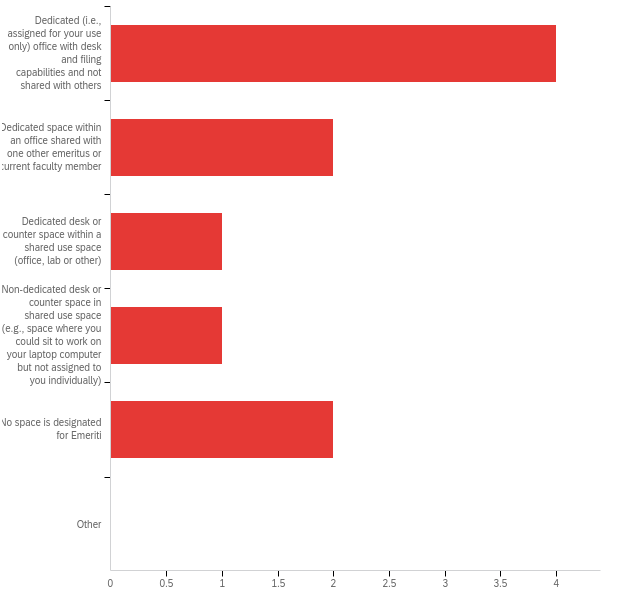 Dedicated (i.e.,
assigned for your use
only) office with desk
and filing
capabilities and not
shared with others
Dedicated space within
an office shared with
one other emeritus or
current faculty member
Dedicated desk or
counter space within a
shared use space
(office, lab or other)
Non-dedicated desk or
counter space in
shared use space
(e.g., space where you
could sit to work on
your laptop computer
but not assigned to
you individually)
No space is designated
for Emeriti
Other
0 0.5 1 1.5 2 2.5 3 3.5 4